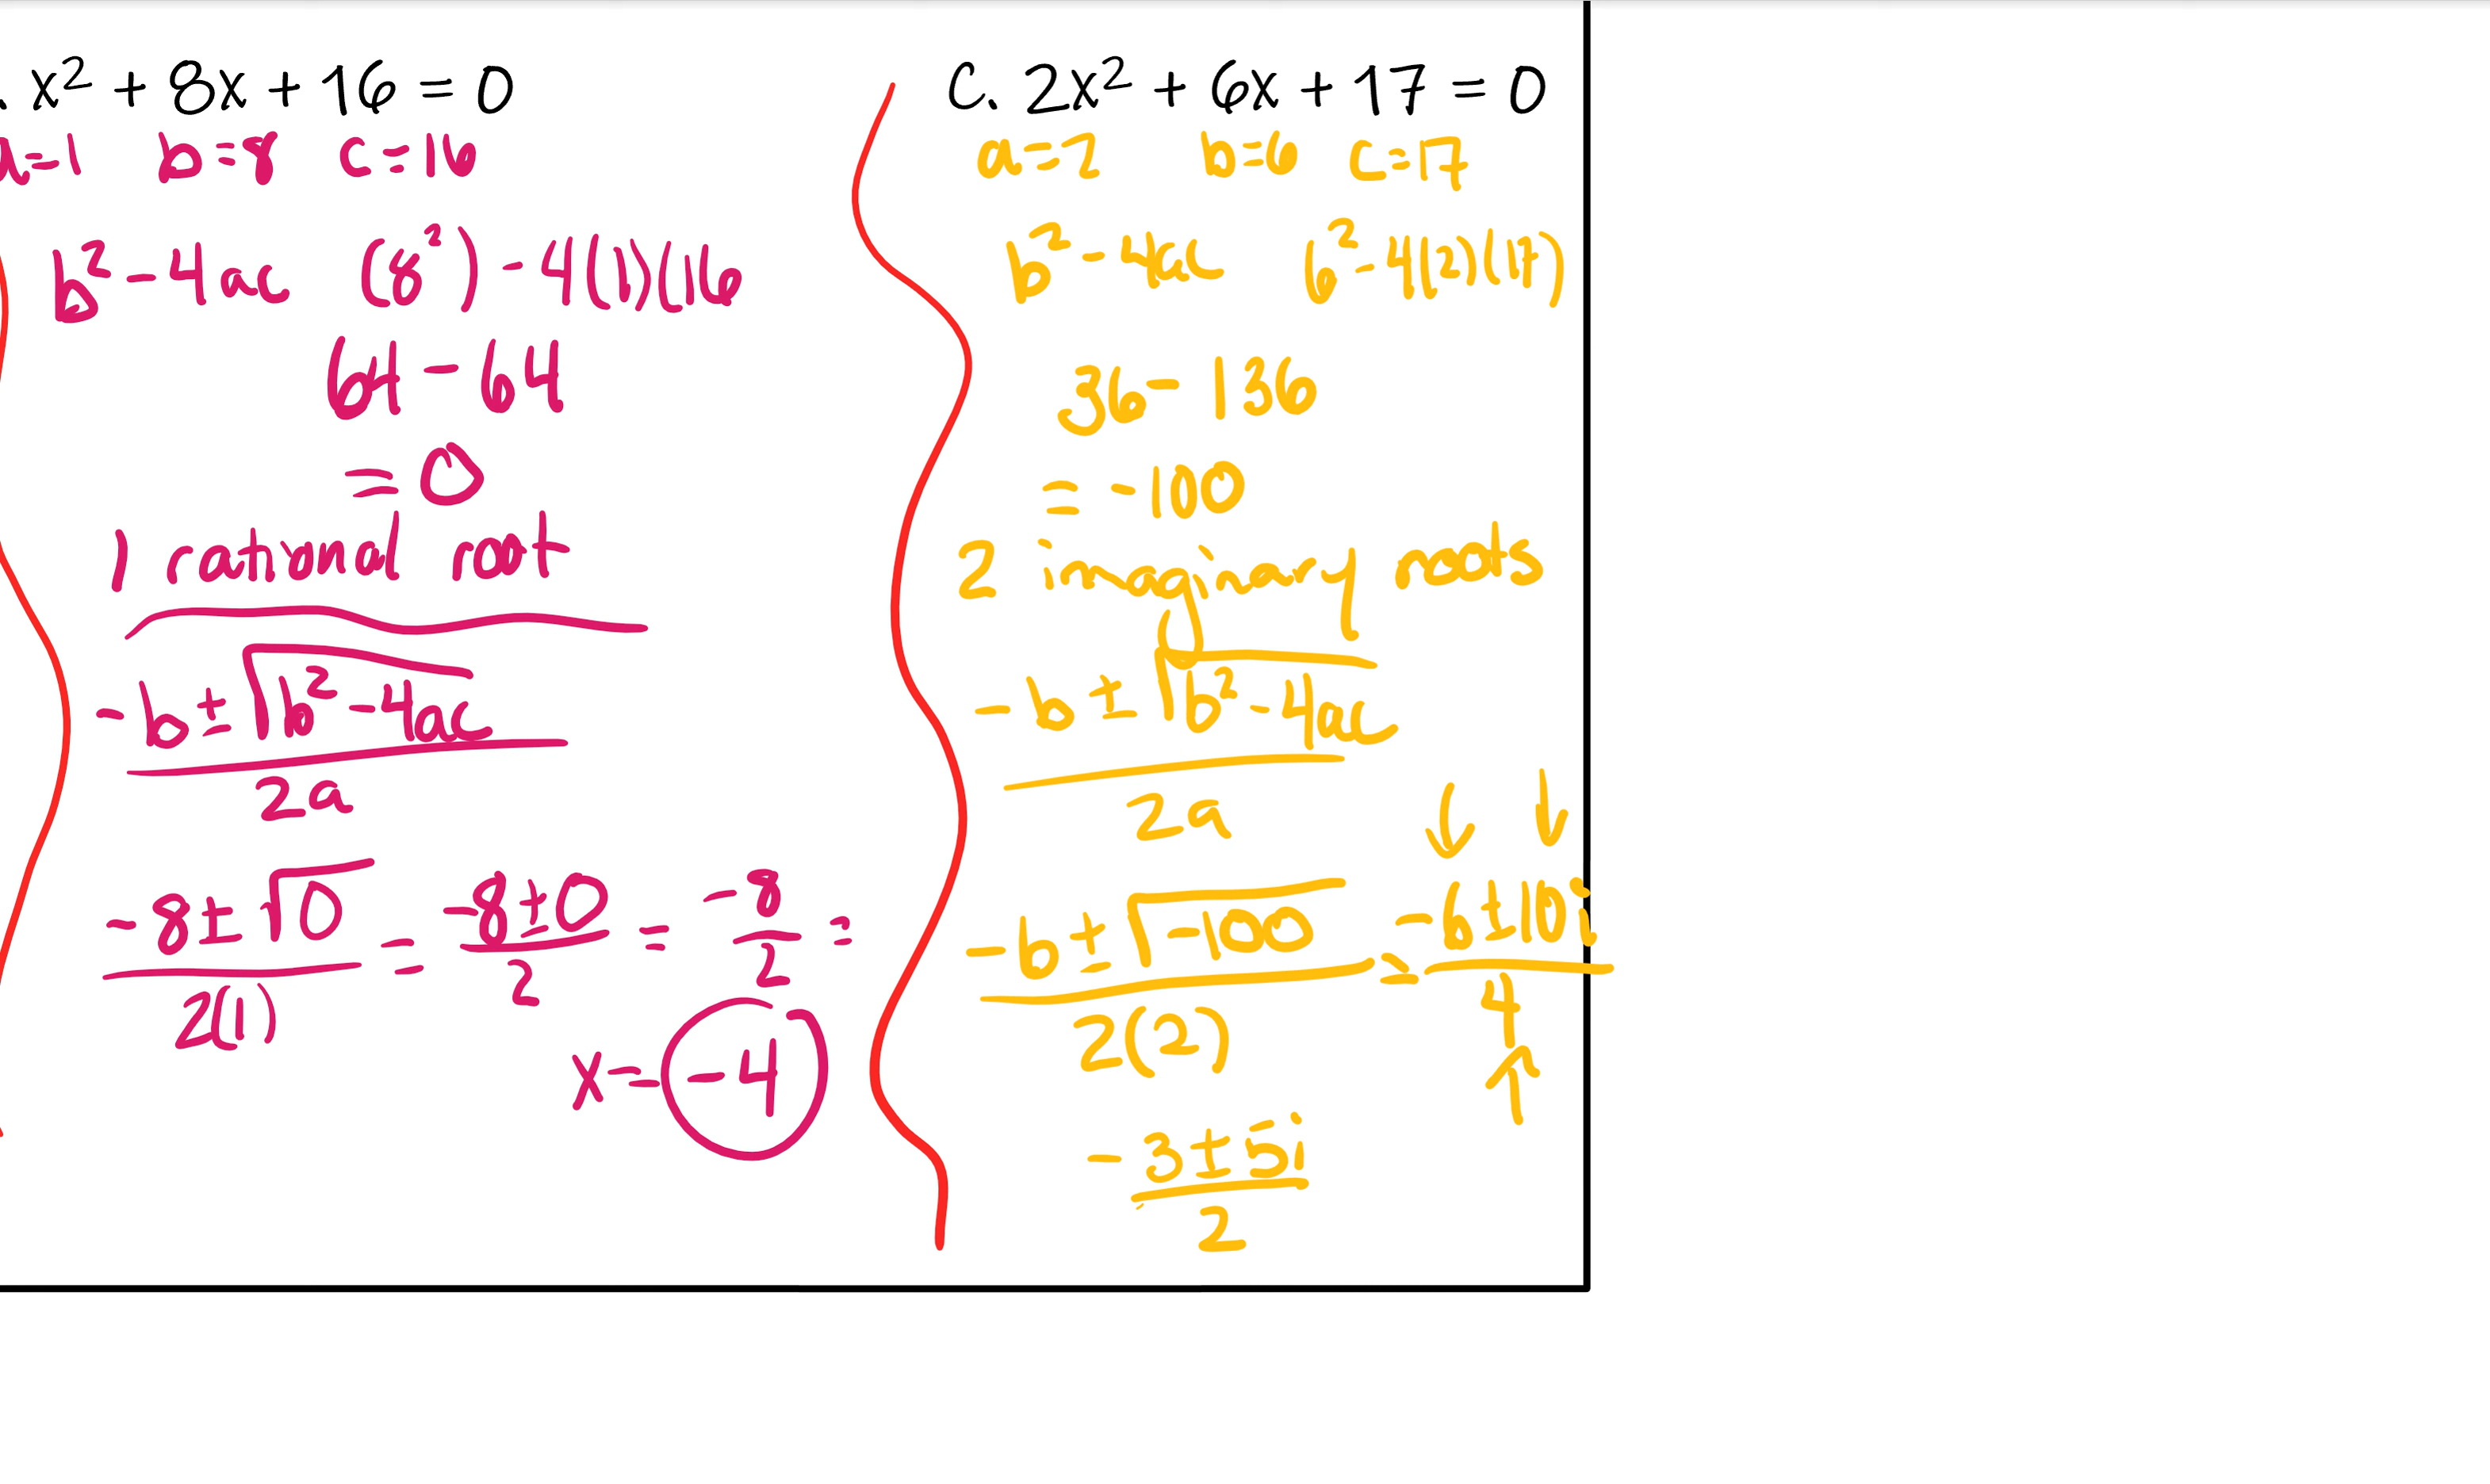 . x² + 8x + 16 = 0
a=1 b=8 c=16
b² - 4ac (8²) - 4(1)(16
64 - 64
= 0
1 rational root
-b ± √b² - 4ac
2a
-8 ± √0 = -8 ± 0 = -8 =
2(1) 2 2
x = -4
C. 2x² + 6x + 17 = 0
a=2 b=6 c=17
b² - 4ac 6² - 4(2)(17)
36 - 136
= -100
2 imaginary roots
-b ± √b² - 4ac
2a
↓ ↓
-b ± √-100 = -6 ± 10i
2(2) 4
↑
-3 ± 5i
2